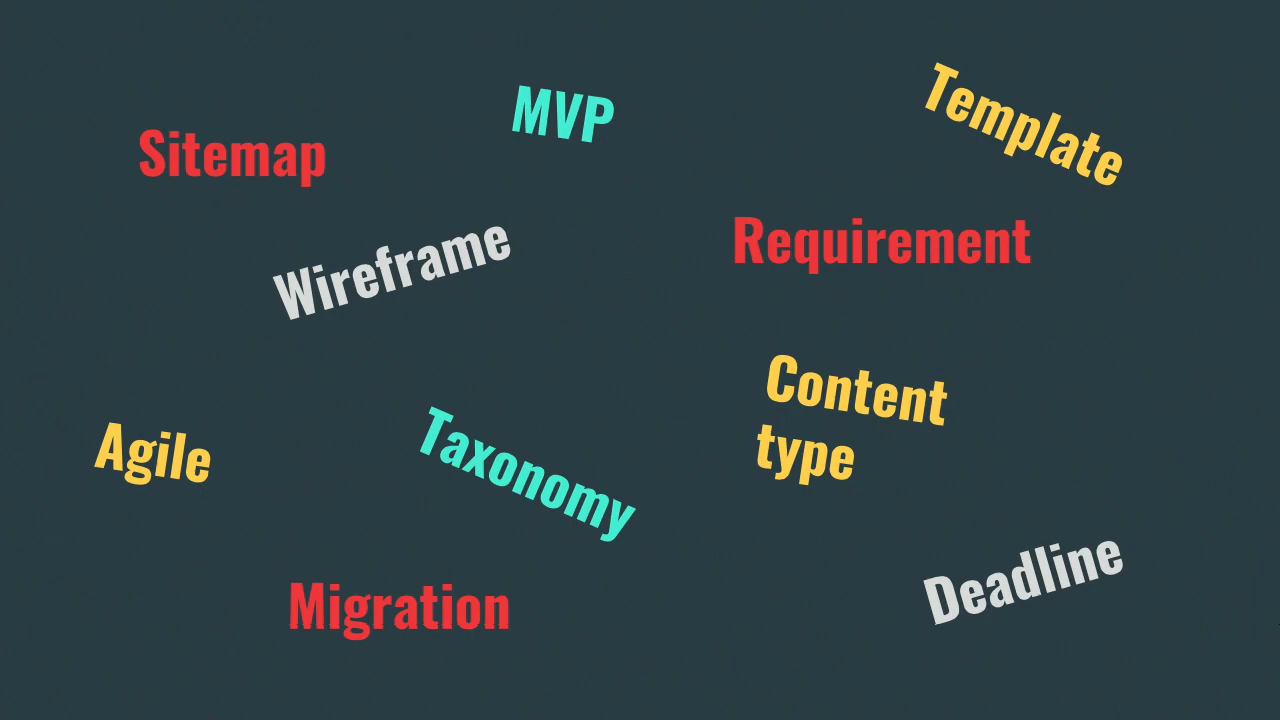 MVP
Template
Sitemap
Requirement
Wireframe
Content
type
Agile
Taxonomy
Deadline
Migration